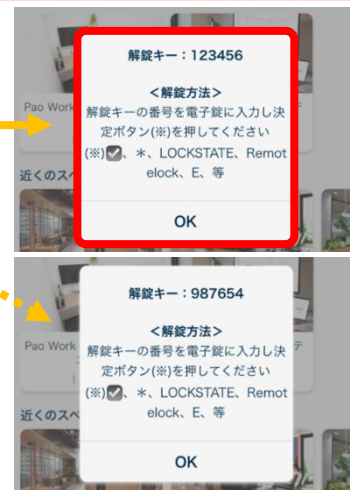 解錠キー：123456
＜解錠方法＞
解錠キーの番号を電子錠に入力し決
定ボタン(※)を押してください
(※)☑、＊、LOCKSTATE、Remot
elock、E、等
OK
Pao Work
テ
近くのスペ
解錠キー：987654
＜解錠方法＞
解錠キーの番号を電子錠に入力し決
定ボタン(※)を押してください
(※)☑、＊、LOCKSTATE、Remot
elock、E、等
OK
Pao Work
テ
近くのスペ